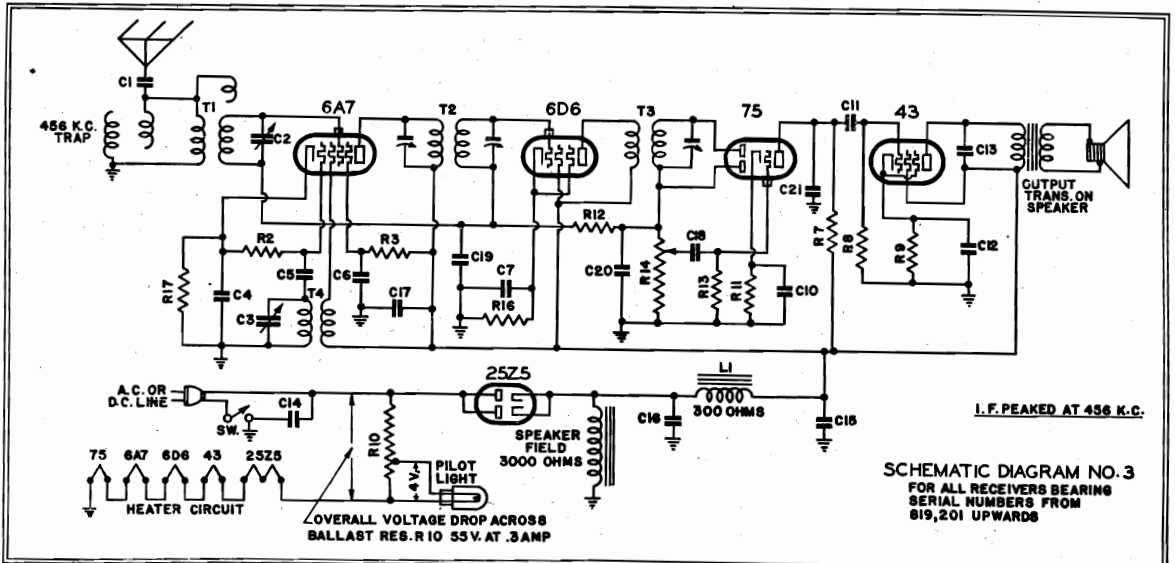 6A7
6D6
75
43
C1
T1
T2
T3
C11
456 K.C.
TRAP
C2
C13
C21
OUTPUT
TRANS. ON
SPEAKER
R12
R2
R3
C19
C18
R7
R8
R9
C12
C5
C6
C7
C20
R14
R13
R11
C10
R17
C4
C17
R16
C3
T4
25Z5
L1
300 OHMS
A.C. OR
D.C. LINE
C14
SW.
R10
SPEAKER
FIELD
3000 OHMS
C16
C15
I.F. PEAKED AT 456 K.C.
PILOT
LIGHT
4V.
75 6A7 6D6 43 25Z5
HEATER CIRCUIT
OVERALL VOLTAGE DROP ACROSS
BALLAST RES. R10 55V. AT .3AMP
SCHEMATIC DIAGRAM NO. 3
FOR ALL RECEIVERS BEARING
SERIAL NUMBERS FROM
819,201 UPWARDS